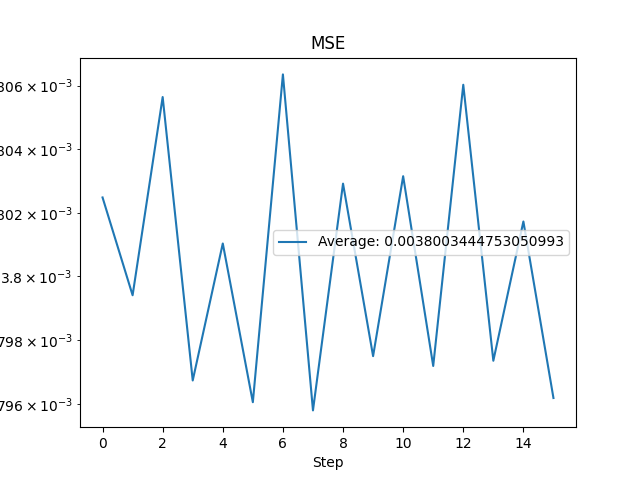 MSE
806 × 10⁻³
804 × 10⁻³
802 × 10⁻³
3.8 × 10⁻³
798 × 10⁻³
796 × 10⁻³
Average: 0.0038003444753050993
0 2 4 6 8 10 12 14
Step